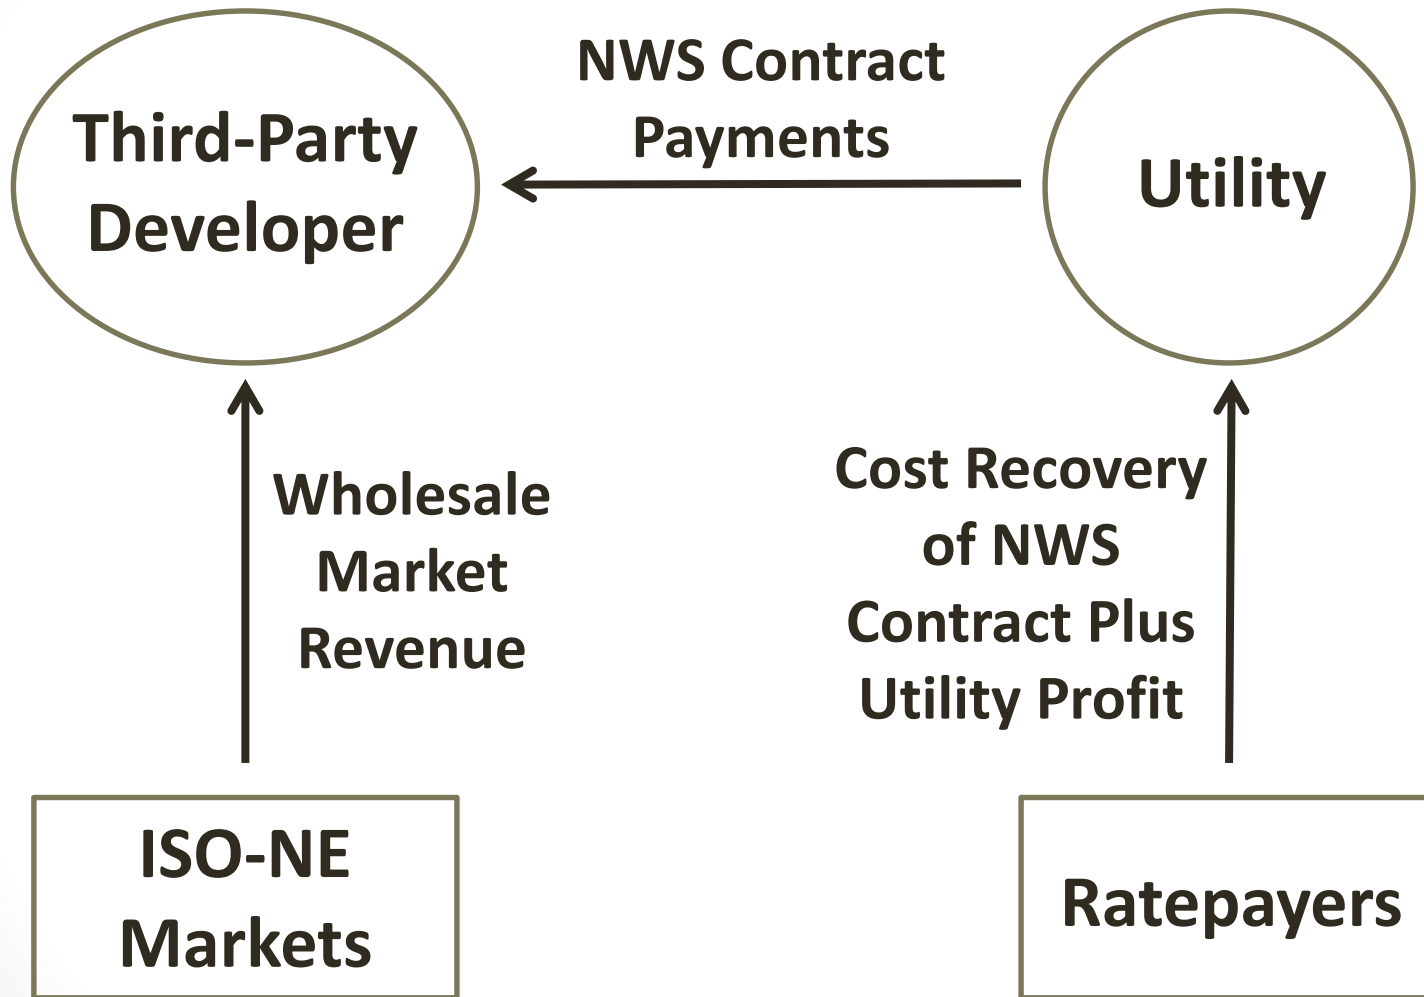 Third-Party
Developer
NWS Contract
Payments
Utility
Wholesale
Market
Revenue
Cost Recovery
of NWS
Contract Plus
Utility Profit
ISO-NE
Markets
Ratepayers